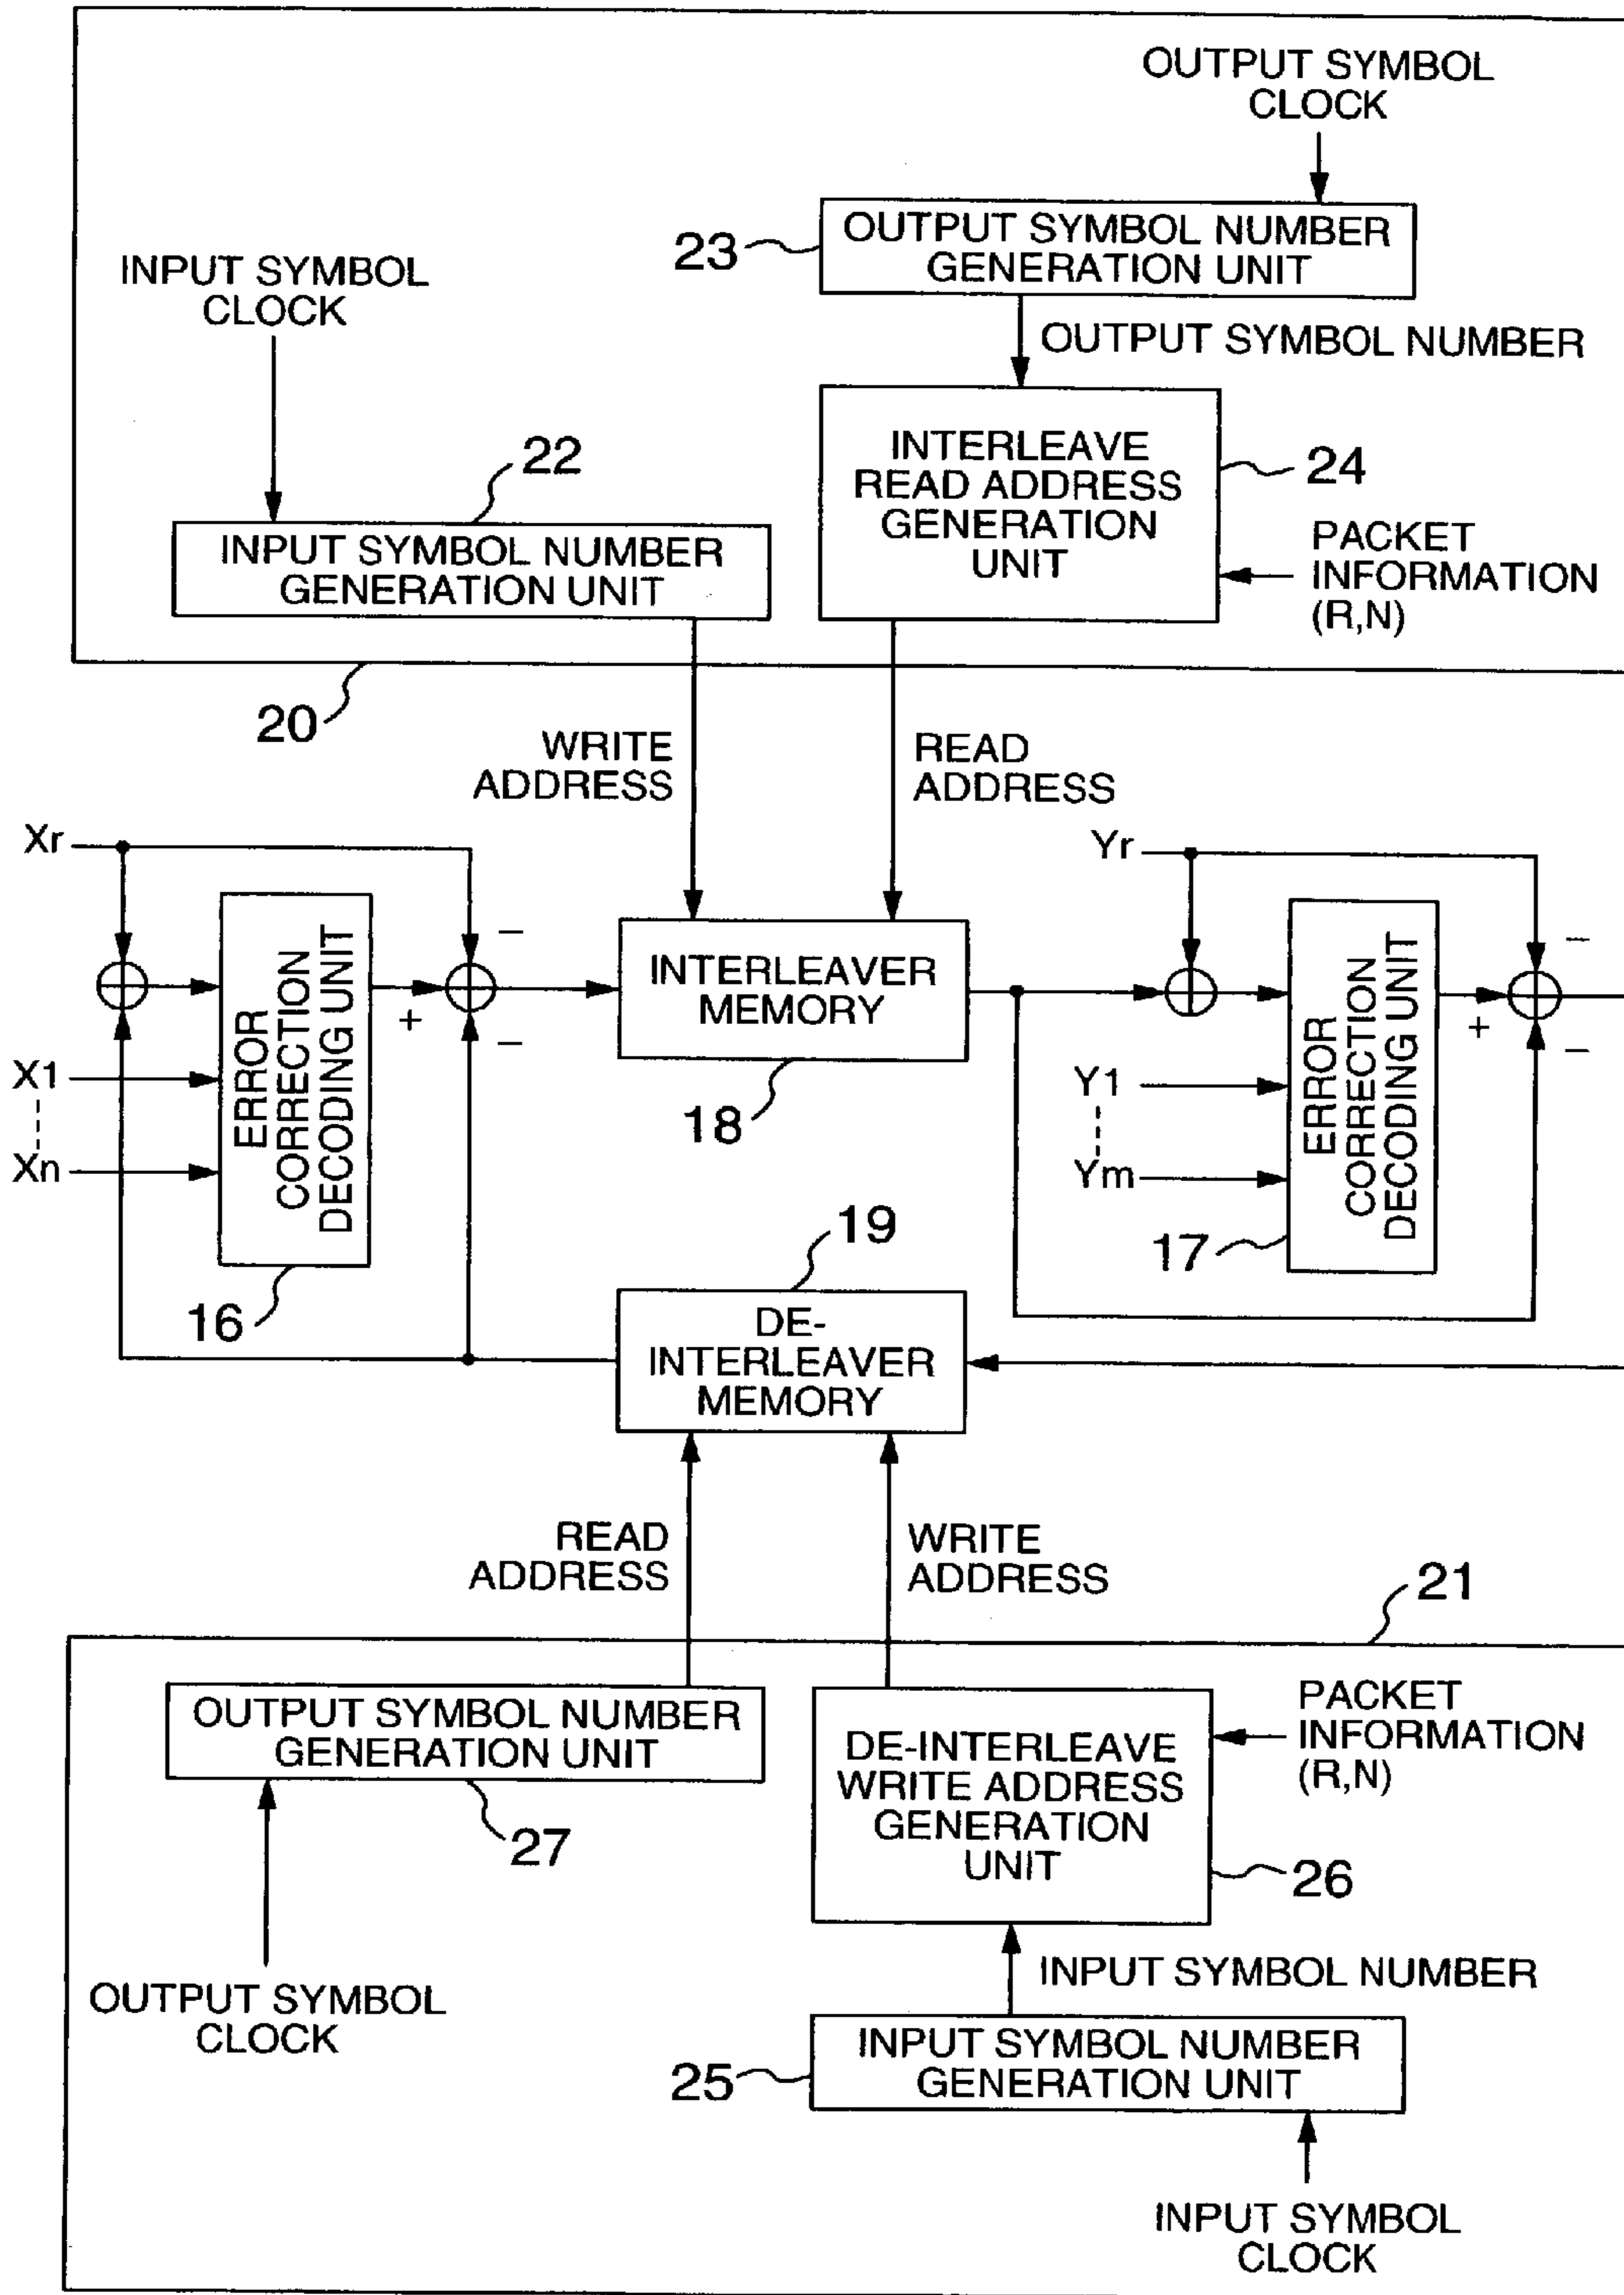 OUTPUT SYMBOL
CLOCK
23
OUTPUT SYMBOL NUMBER
GENERATION UNIT
INPUT SYMBOL
CLOCK
OUTPUT SYMBOL NUMBER
INTERLEAVE
READ ADDRESS
GENERATION
UNIT
24
22
INPUT SYMBOL NUMBER
GENERATION UNIT
PACKET
INFORMATION
(R,N)
20
WRITE
ADDRESS
READ
ADDRESS
Xr
Yr
ERROR
CORRECTION
DECODING UNIT
+
−
−
INTERLEAVER
MEMORY
18
ERROR
CORRECTION
DECODING UNIT
+
−
−
X1
Xn
Y1
Ym
16
17
19
DE-
INTERLEAVER
MEMORY
READ
ADDRESS
WRITE
ADDRESS
21
OUTPUT SYMBOL NUMBER
GENERATION UNIT
27
DE-INTERLEAVE
WRITE ADDRESS
GENERATION
UNIT
PACKET
INFORMATION
(R,N)
26
OUTPUT SYMBOL
CLOCK
INPUT SYMBOL NUMBER
25
INPUT SYMBOL NUMBER
GENERATION UNIT
INPUT SYMBOL
CLOCK